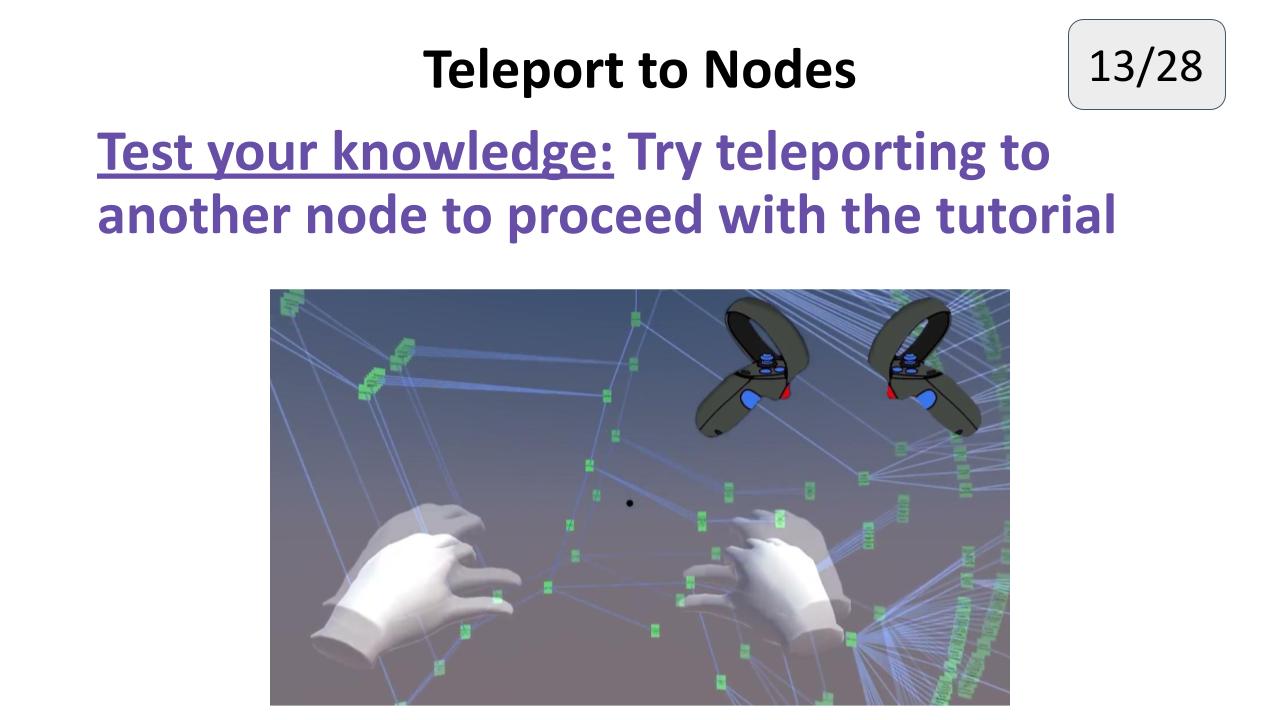 Teleport to Nodes
13/28
Test your knowledge: Try teleporting to
another node to proceed with the tutorial